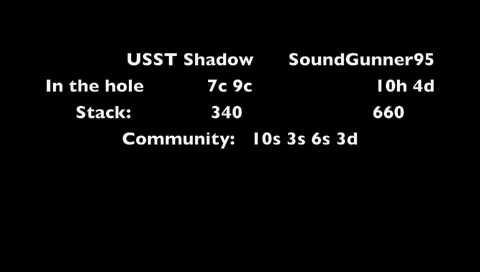 USST Shadow SoundGunner95
In the hole 7c 9c 10h 4d
Stack: 340 660
Community: 10s 3s 6s 3d